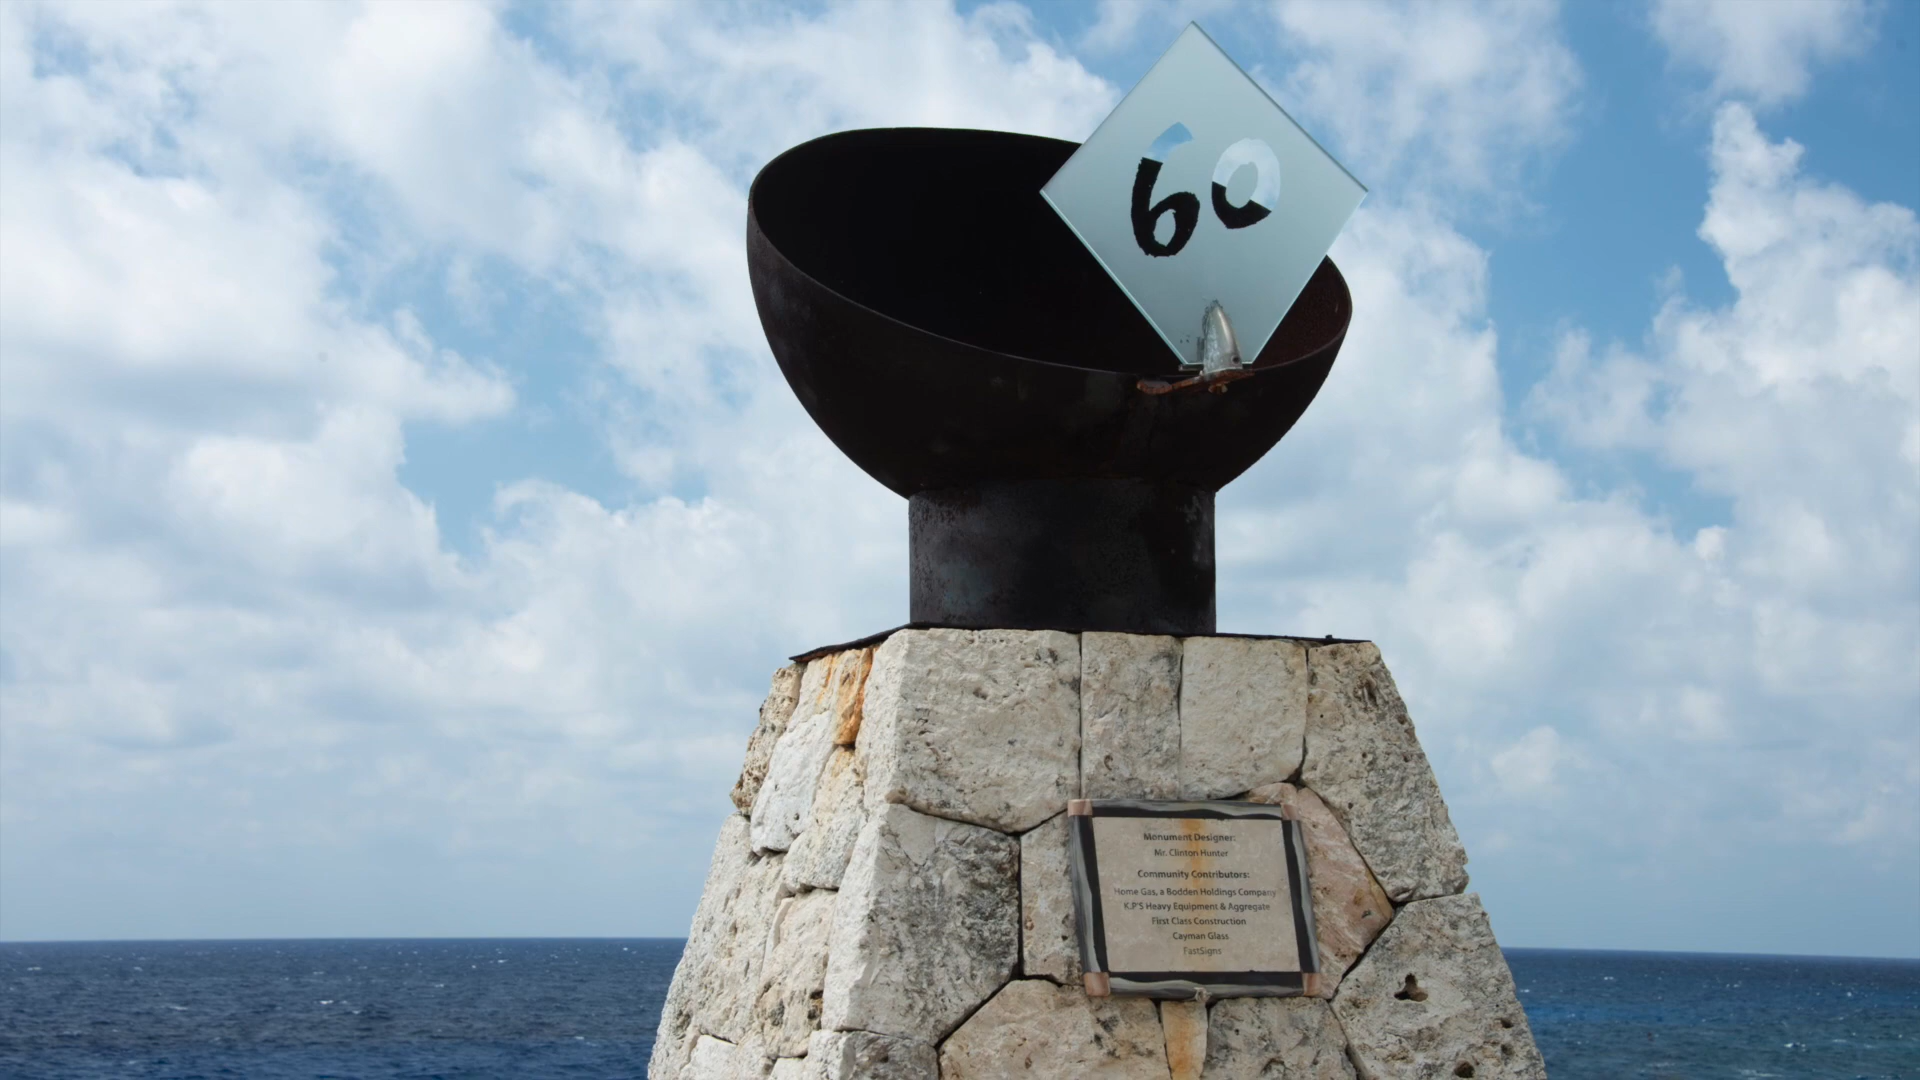 60
Monument Designer:
Mr. Clinton Hunter
Community Contributors:
Home Gas, a Bodden Holdings Company
K.P'S Heavy Equipment & Aggregate
First Class Construction
Cayman Glass
FastSigns